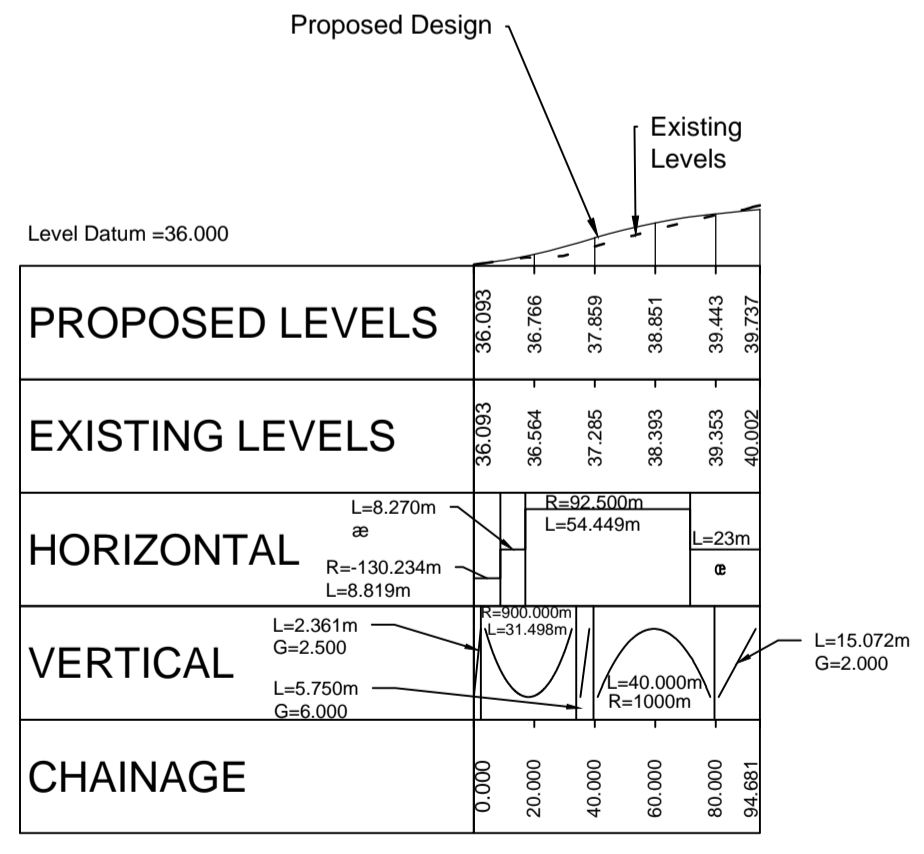 Proposed Design
Existing
Levels
Level Datum =36.000
PROPOSED LEVELS
36.093
36.766
37.859
38.851
39.443
39.737
EXISTING LEVELS
36.093
36.564
37.285
38.393
39.353
40.002
HORIZONTAL
L=8.270m
æ
R=-130.234m
L=8.819m
R=92.500m
L=54.449m
L=23m
œ
VERTICAL
L=2.361m
G=2.500
L=5.750m
G=6.000
R=900.000m
L=31.498m
L=40.000m
R=1000m
L=15.072m
G=2.000
CHAINAGE
0.000
20.000
40.000
60.000
80.000
94.681